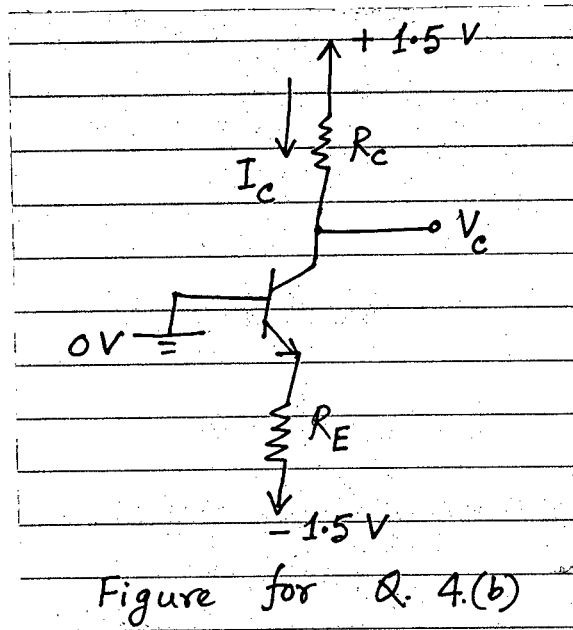 + 1.5 V
R_C
I_C
V_C
0V
R_E
- 1.5 V
Figure for Q. 4.(b)